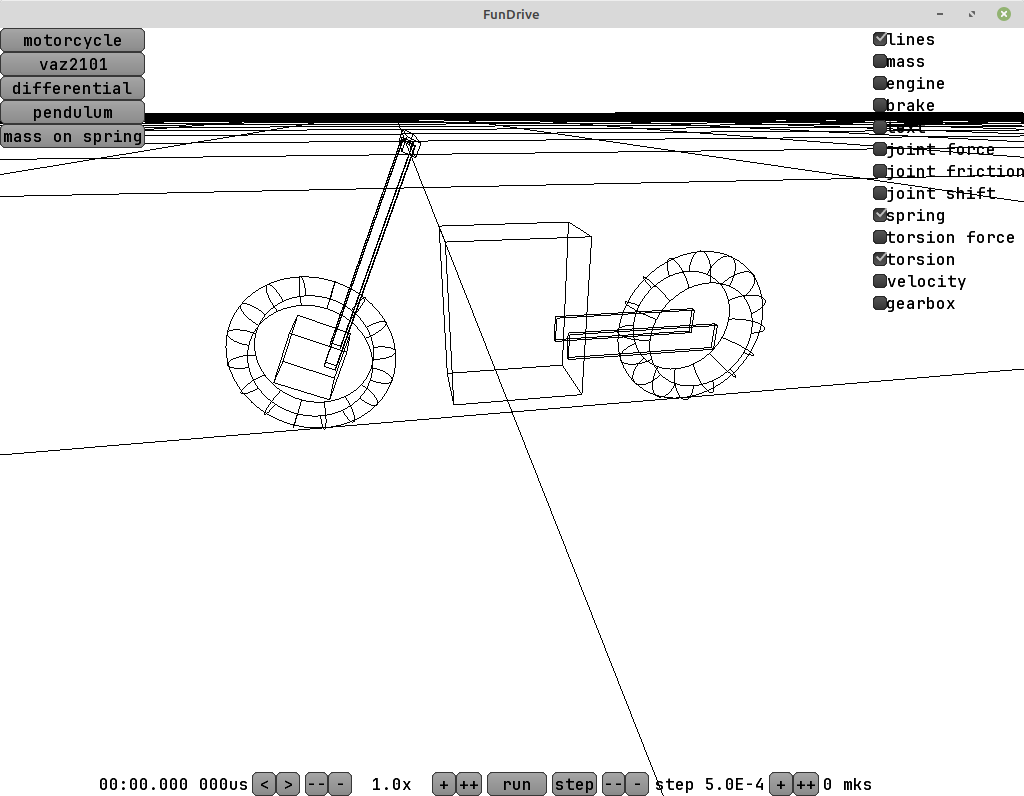 FunDrive
motorcycle
vaz2101
differential
pendulum
mass on spring
lines
mass
engine
brake
text
joint force
joint friction
joint shift
spring
torsion force
torsion
velocity
gearbox
00:00.000 000us < > -- - 1.0x + ++ run step -- - step 5.0E-4 + ++ 0 mks